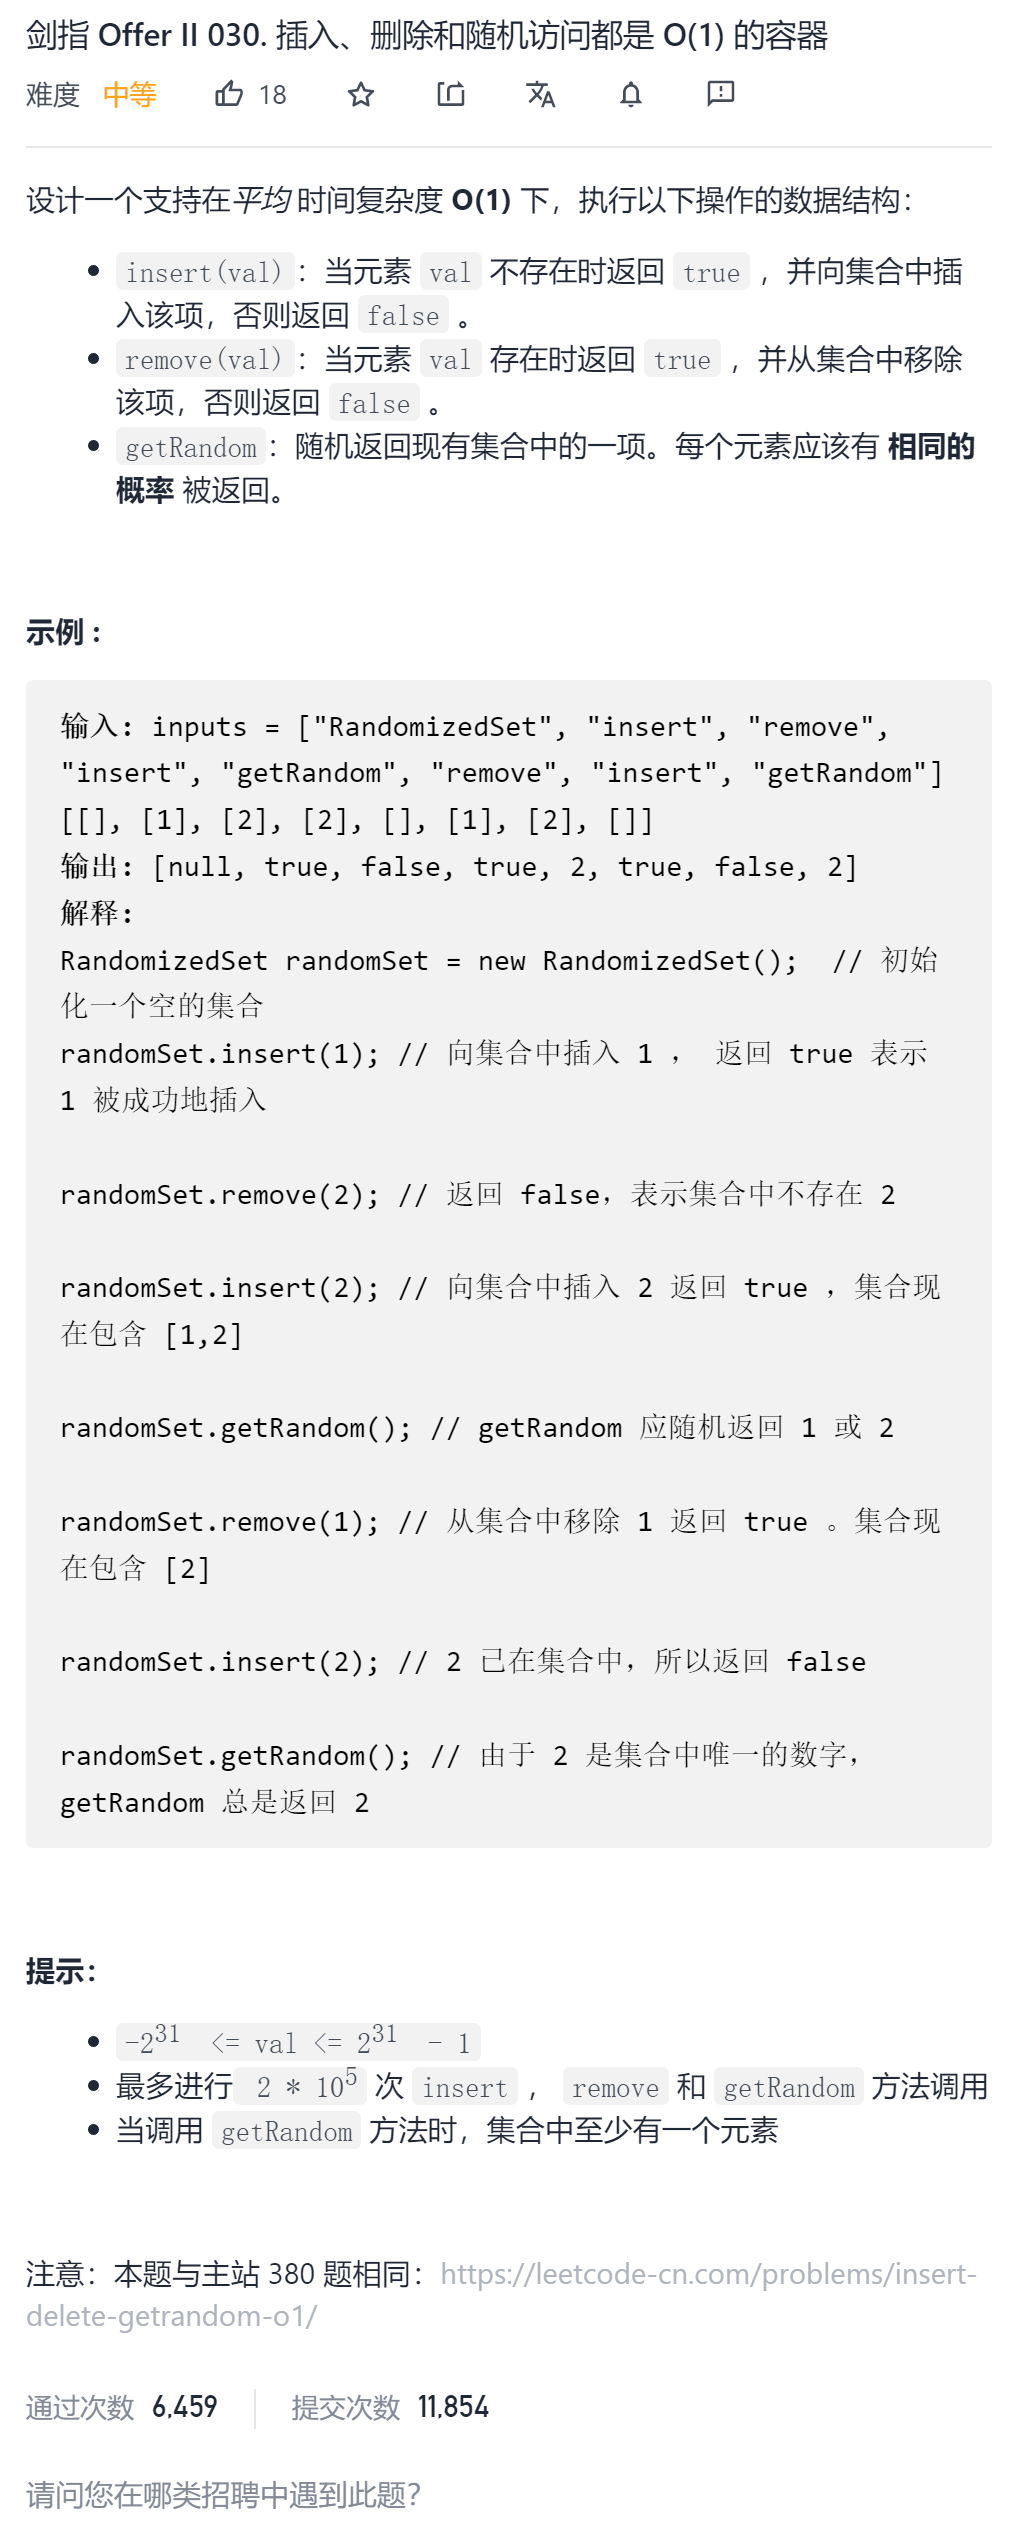 剑指 Offer II 030. 插入、删除和随机访问都是 O(1) 的容器
难度 中等 18
设计一个支持在平均 时间复杂度 O(1) 下，执行以下操作的数据结构：
insert(val)：当元素 val 不存在时返回 true ，并向集合中插
入该项，否则返回 false 。
remove(val)：当元素 val 存在时返回 true ，并从集合中移除
该项，否则返回 false 。
getRandom：随机返回现有集合中的一项。每个元素应该有 相同的
概率 被返回。
示例 :
输入: inputs = ["RandomizedSet", "insert", "remove",
"insert", "getRandom", "remove", "insert", "getRandom"]
[[], [1], [2], [2], [], [1], [2], []]
输出: [null, true, false, true, 2, true, false, 2]
解释:
RandomizedSet randomSet = new RandomizedSet();  // 初始
化一个空的集合
randomSet.insert(1); // 向集合中插入 1 ， 返回 true 表示
1 被成功地插入
randomSet.remove(2); // 返回 false，表示集合中不存在 2
randomSet.insert(2); // 向集合中插入 2 返回 true ，集合现
在包含 [1,2]
randomSet.getRandom(); // getRandom 应随机返回 1 或 2
randomSet.remove(1); // 从集合中移除 1 返回 true 。集合现
在包含 [2]
randomSet.insert(2); // 2 已在集合中，所以返回 false
randomSet.getRandom(); // 由于 2 是集合中唯一的数字，
getRandom 总是返回 2
提示：
-2^31 <= val <= 2^31 - 1
最多进行 2 * 10^5 次 insert ， remove 和 getRandom 方法调用
当调用 getRandom 方法时，集合中至少有一个元素
注意：本题与主站 380 题相同：https://leetcode-cn.com/problems/insert-
delete-getrandom-o1/
通过次数 6,459 提交次数 11,854
请问您在哪类招聘中遇到此题？